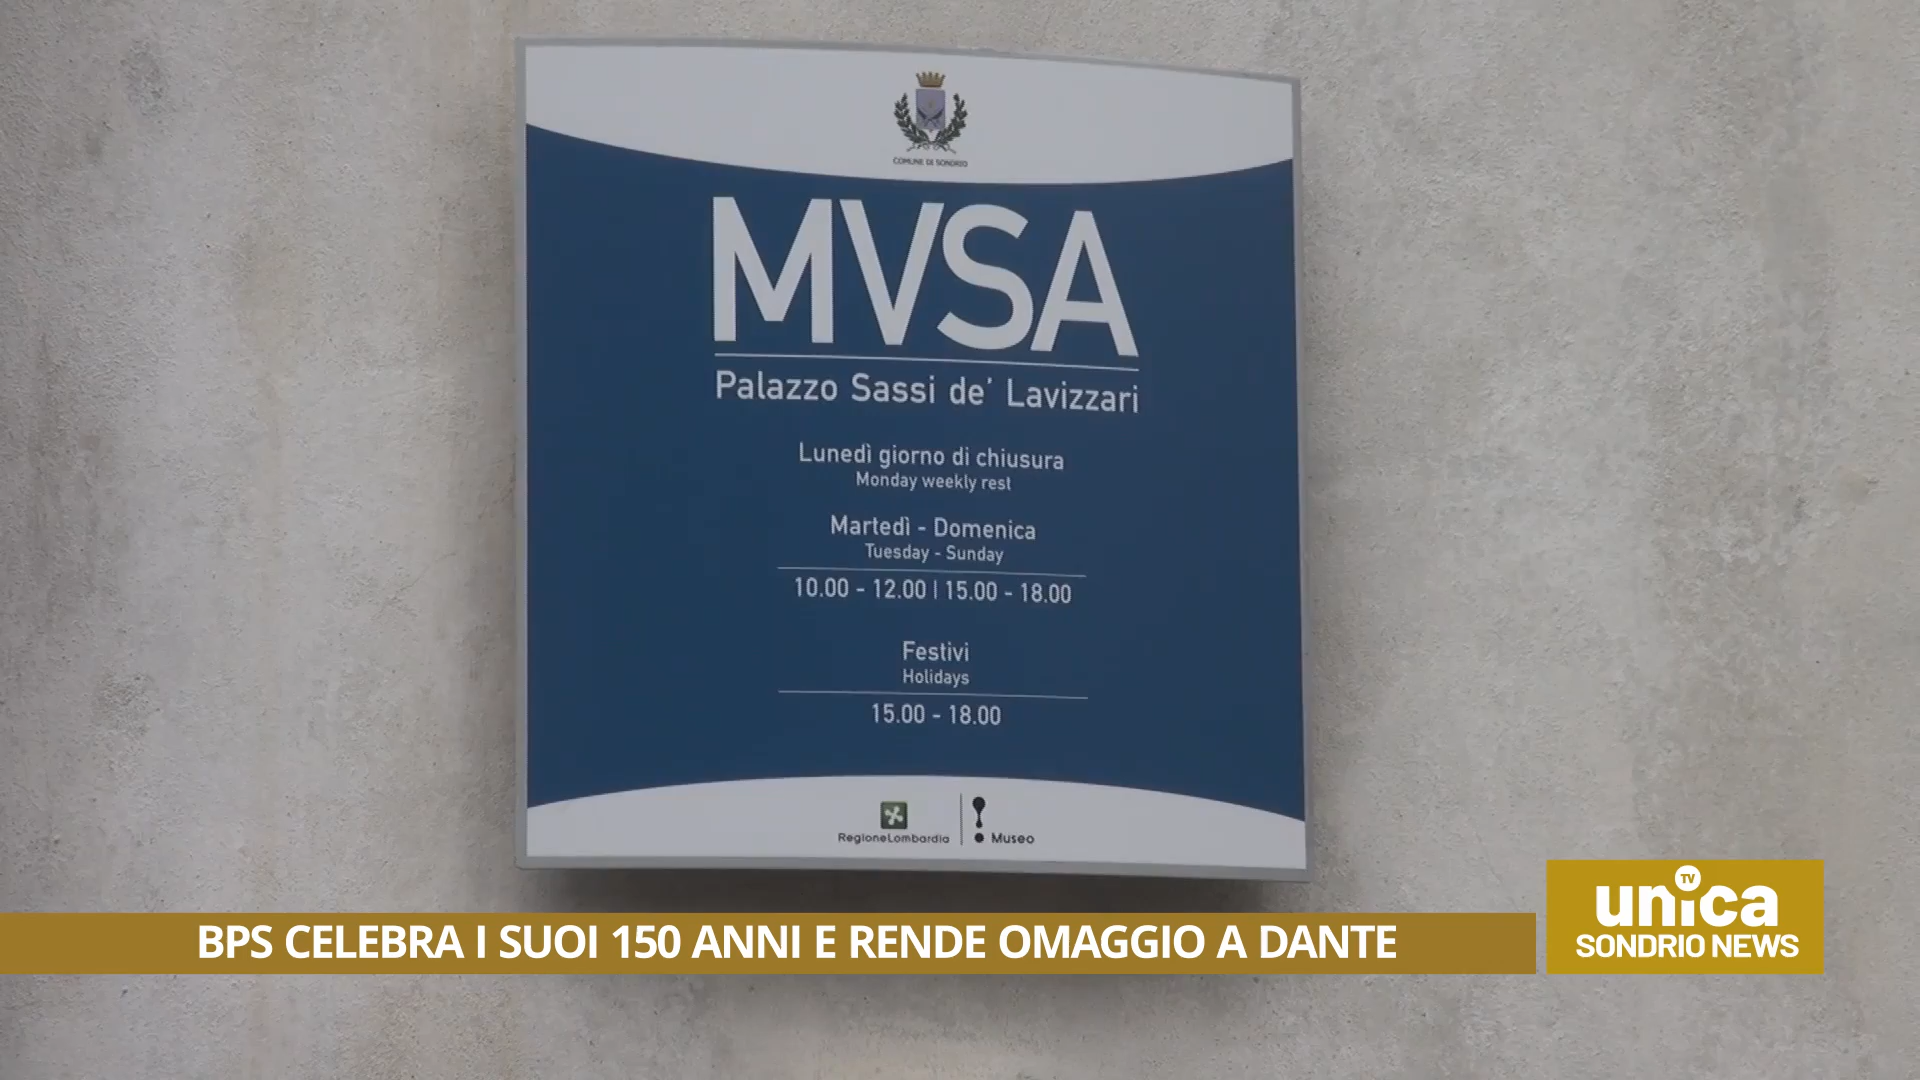 COMUNE DI SONDRIO
MVSA
Palazzo Sassi de' Lavizzari
Lunedì giorno di chiusura
Monday weekly rest
Martedì - Domenica
Tuesday - Sunday
10.00 - 12.00 | 15.00 - 18.00
Festivi
Holidays
15.00 - 18.00
RegioneLombardia
Museo
BPS CELEBRA I SUOI 150 ANNI E RENDE OMAGGIO A DANTE
TV
unica
SONDRIO NEWS